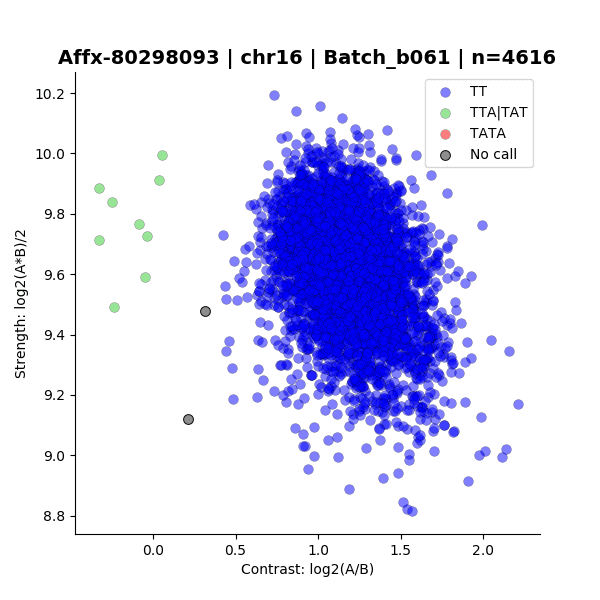 Affx-80298093 | chr16 | Batch_b061 | n=4616
TT
TTA|TAT
TATA
No call
Strength: log2(A*B)/2
10.2
10.0
9.8
9.6
9.4
9.2
9.0
8.8
0.0 0.5 1.0 1.5 2.0
Contrast: log2(A/B)